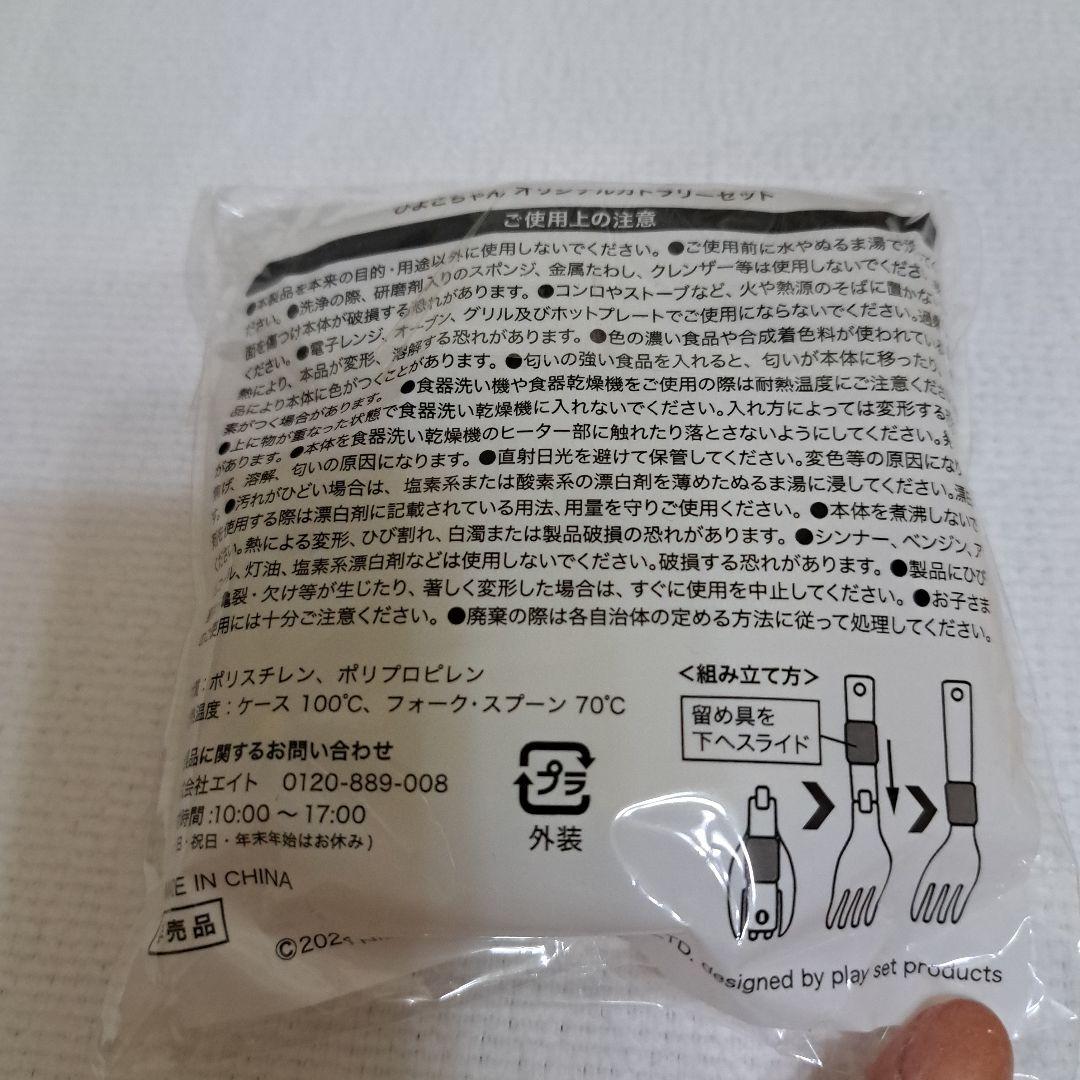 ひよこちゃん オリジナルカトラリーセット
ご使用上の注意
●本製品を本来の目的・用途以外に使用しないでください。 ●ご使用前に水やぬるま湯で
ださい。●洗浄の際、研磨剤入りのスポンジ、金属たわし、クレンザー等は使用しないでくださ
面を傷つけ本体が破損する恐れがあります。 ●コンロやストーブなど、火や熱源のそばに置かな
ください。●電子レンジ、オーブン、グリル及びホットプレートでご使用にならないでください。過
熱により、本品が変形、溶解する恐れがあります。 ●色の濃い食品や合成着色料が使われている
品により本体に色がつくことがあります。 ●匂いの強い食品を入れると、匂いが本体に移ったり、
素がつく場合があります。 ●食器洗い機や食器乾燥機をご使用の際は耐熱温度にご注意くださ
●上に物が重なった状態で食器洗い乾燥機に入れないでください。入れ方によっては変形する
があります。 ●本体を食器洗い乾燥機のヒーター部に触れたり落とさないようにしてください。
げ、溶解、匂いの原因になります。 ●直射日光を避けて保管してください。変色等の原因になり
す。●汚れがひどい場合は、塩素系または酸素系の漂白剤を薄めたぬるま湯に浸してください。漂白
を使用する際は漂白剤に記載されている用法、用量を守りご使用ください。 ●本体を煮沸しないで
ださい。熱による変形、ひび割れ、白濁または製品破損の恐れがあります。 ●シンナー、ベンジン、ア
ル、灯油、塩素系漂白剤などは使用しないでください。破損する恐れがあります。 ●製品にひび
亀裂・欠け等が生じたり、著しく変形した場合は、すぐに使用を中止してください。 ●お子さま
使用には十分ご注意ください。 ●廃棄の際は各自治体の定める方法に従って処理してください。
：ポリスチレン、ポリプロピレン
温度：ケース 100℃、フォーク・スプーン 70℃
品に関するお問い合わせ
会社エイト 0120-889-008
時間：10:00 〜 17:00
日・祝日・年末年始はお休み)
E IN CHINA
売品
プラ
外装
<組み立て方>
留め具を
下へスライド
©202
TD. designed by play set products